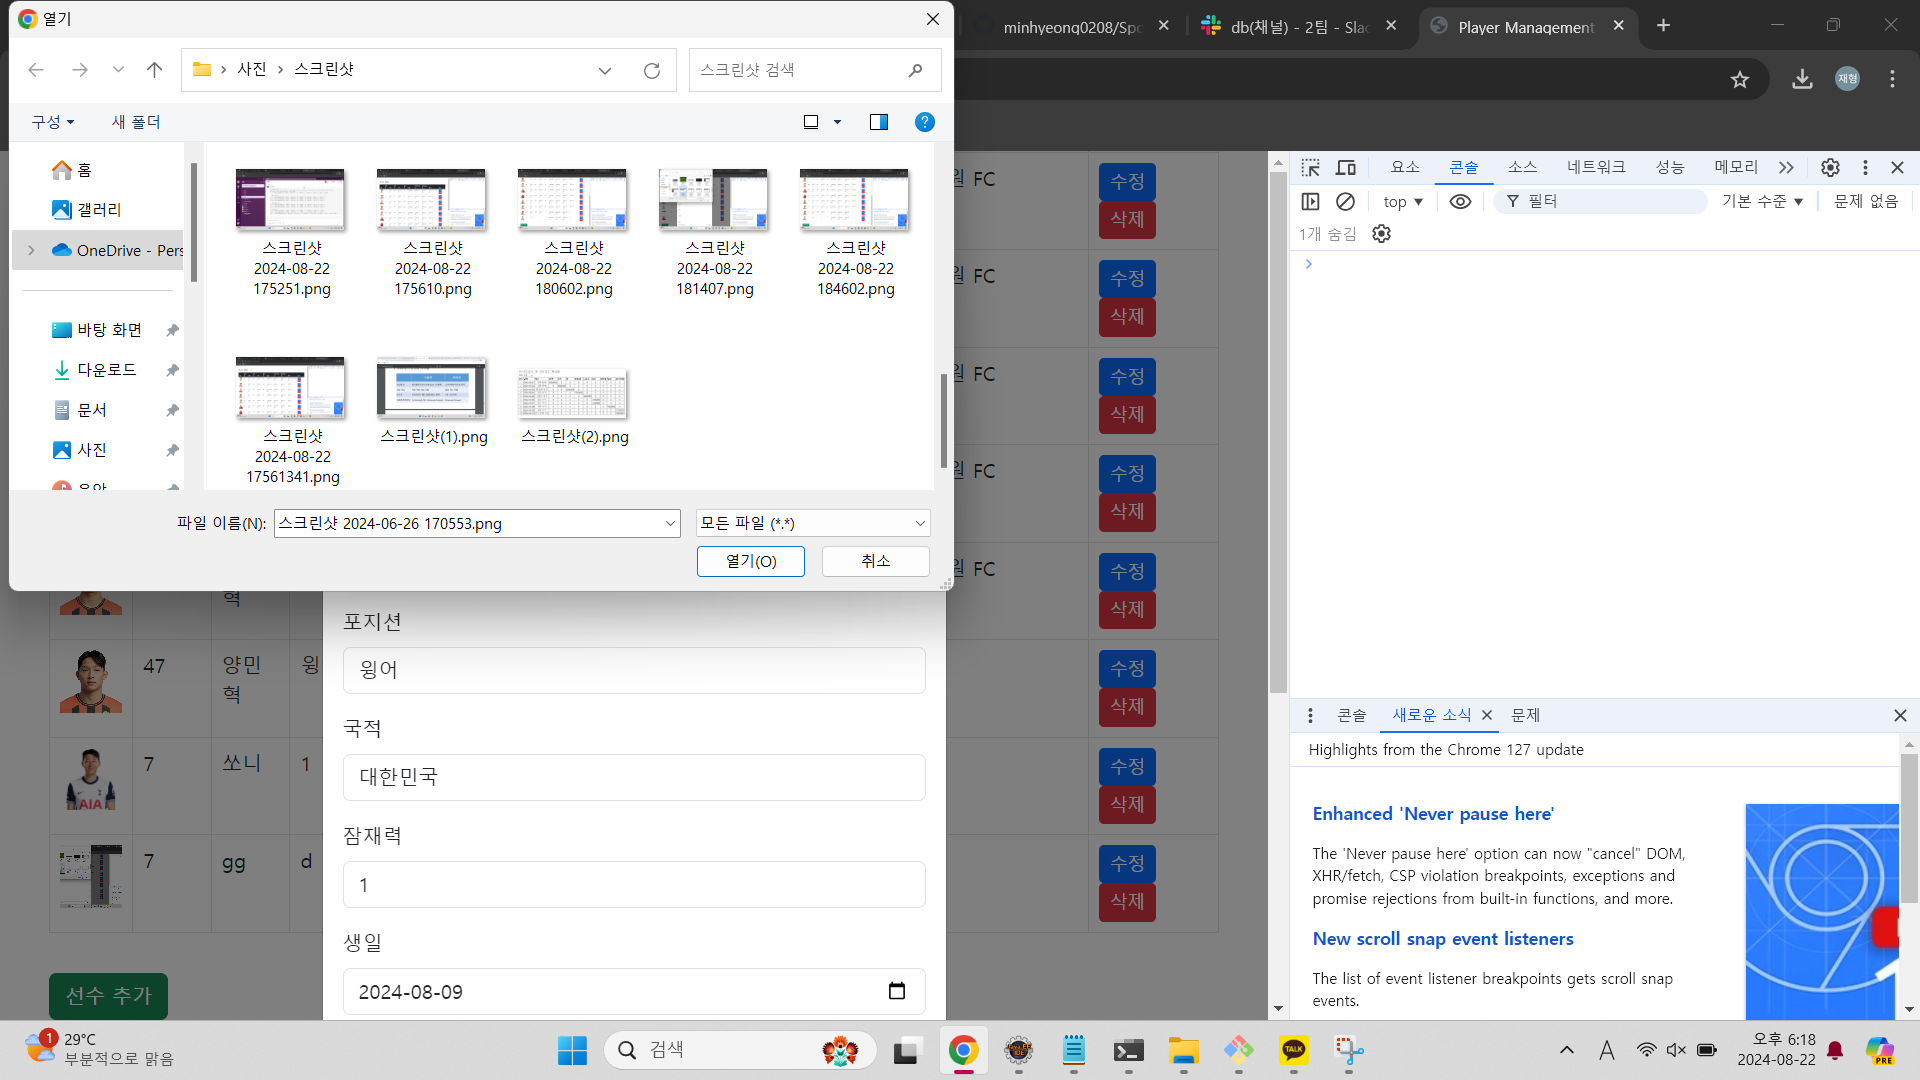 열기
minhyeong0208/Spo
db(채널) - 2팀 - Slac
Player Management
사진 > 스크린샷
스크린샷 검색
재형
구성
새 폴더
홈
갤러리
OneDrive - Pers
바탕 화면
다운로드
문서
사진
음악
스크린샷 2024-08-22 175251.png
스크린샷 2024-08-22 175610.png
스크린샷 2024-08-22 180602.png
스크린샷 2024-08-22 181407.png
스크린샷 2024-08-22 184602.png
스크린샷 2024-08-22 17561341.png
스크린샷(1).png
스크린샷(2).png
파일 이름(N):
스크린샷 2024-06-26 170553.png
모든 파일 (*.*)
열기(O)
취소
원 FC
수정
삭제
원 FC
수정
삭제
원 FC
수정
삭제
원 FC
수정
삭제
원 FC
수정
삭제
혁
47
양민혁
윙
수정
삭제
AIA
7
쏘니
1
수정
삭제
7
gg
d
수정
삭제
선수 추가
포지션
윙어
국적
대한민국
잠재력
1
생일
2024-08-09
요소
콘솔
소스
네트워크
성능
메모리
top
필터
기본 수준
문제 없음
1개 숨김
콘솔
새로운 소식
문제
Highlights from the Chrome 127 update
Enhanced 'Never pause here'
The 'Never pause here' option can now "cancel" DOM,
XHR/fetch, CSP violation breakpoints, exceptions and
promise rejections from built-in functions, and more.
New scroll snap event listeners
The list of event listener breakpoints gets scroll snap
events.
1
29°C
부분적으로 맑음
검색
TALK
A
오후 6:18
2024-08-22
PRE